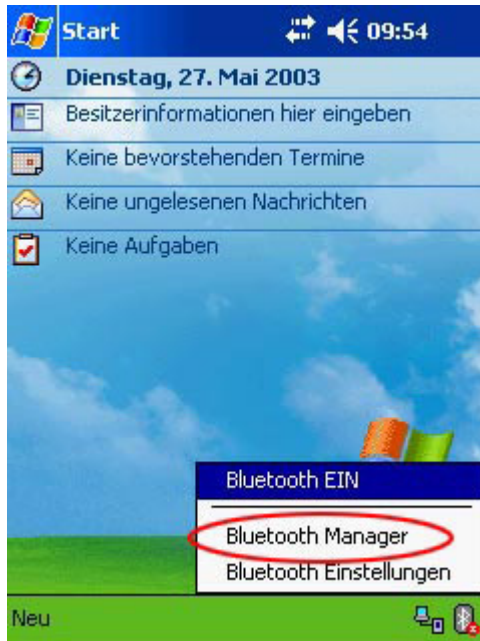 Start 09:54
Dienstag, 27. Mai 2003
Besitzerinformationen hier eingeben
Keine bevorstehenden Termine
Keine ungelesenen Nachrichten
Keine Aufgaben
Bluetooth EIN
Bluetooth Manager
Bluetooth Einstellungen
Neu